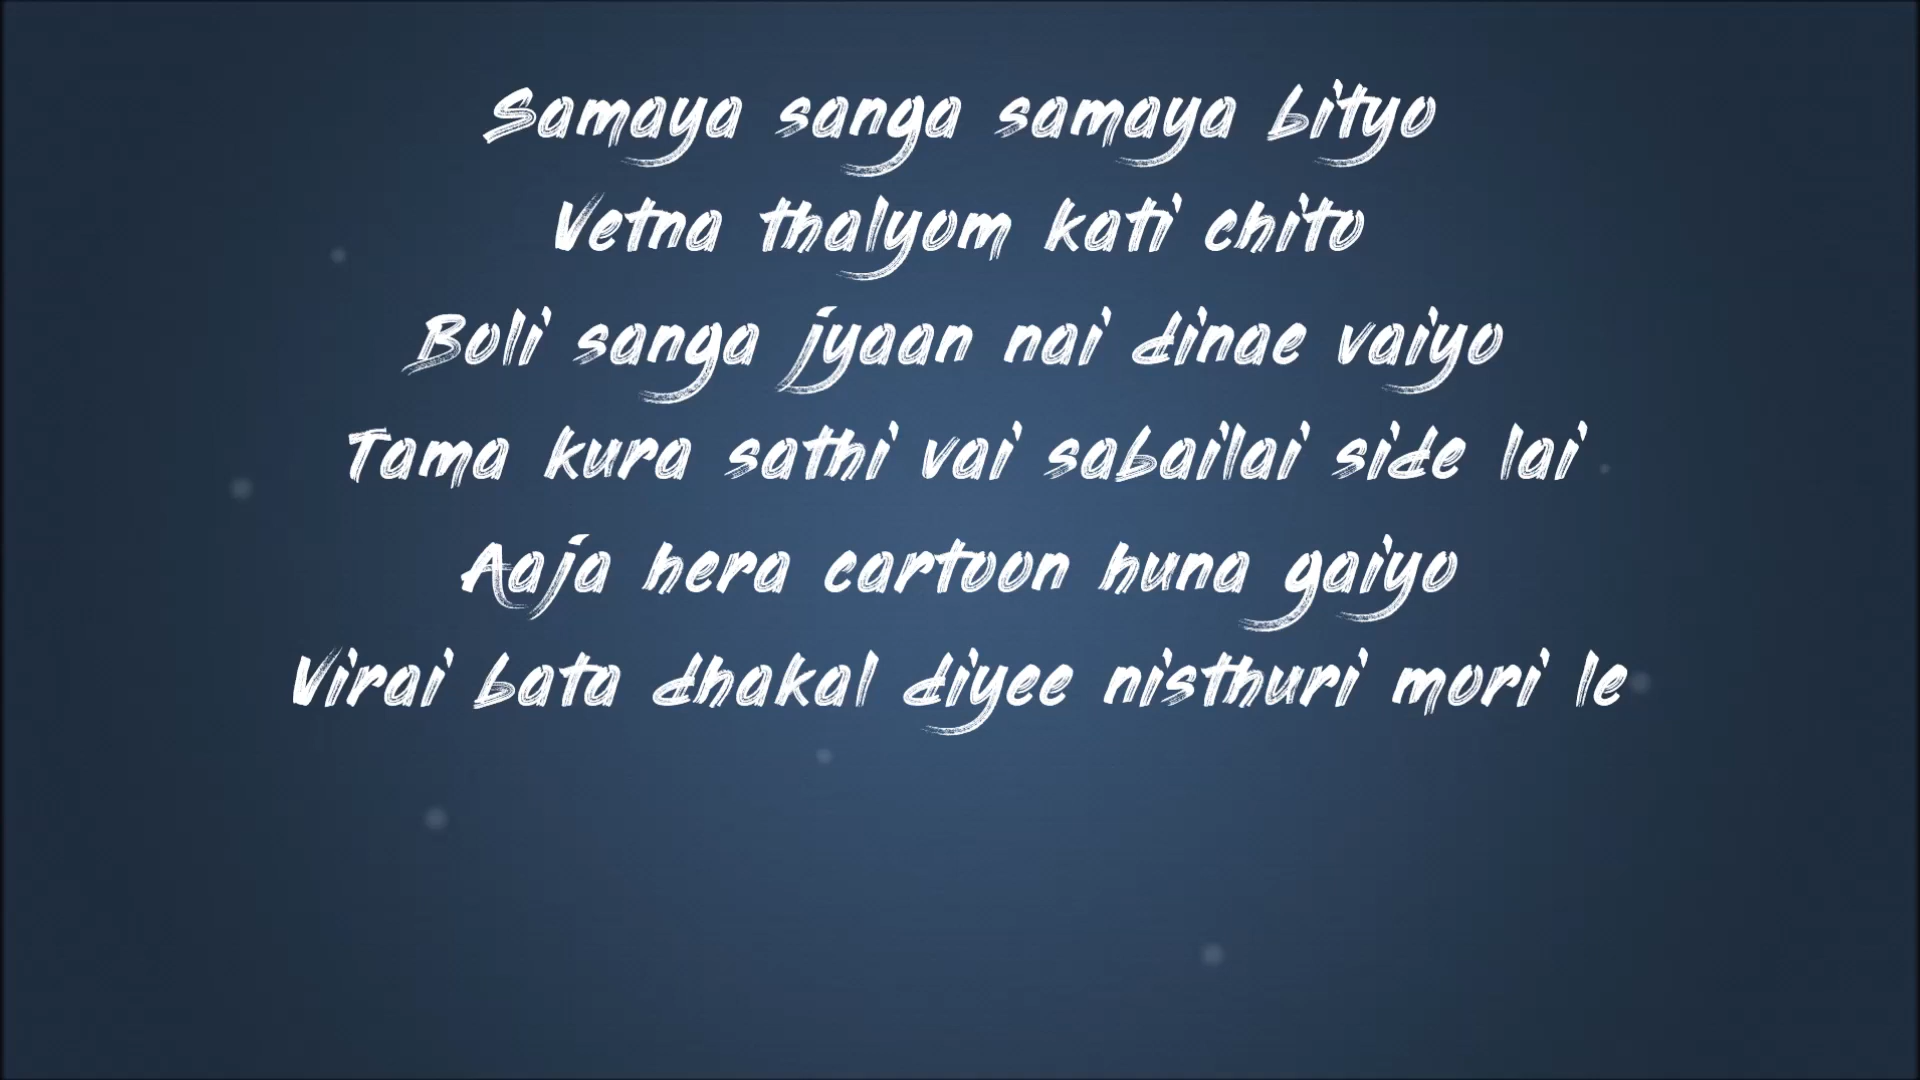 Samaya sanga samaya bityo
Vetna thalyom kati chito
Boli sanga jyaan nai dinae vaiyo
Tama kura sathi vai sabailai side lai
Aaja hera cartoon huna gaiyo
Virai bata dhakal diyee nisthuri mori le